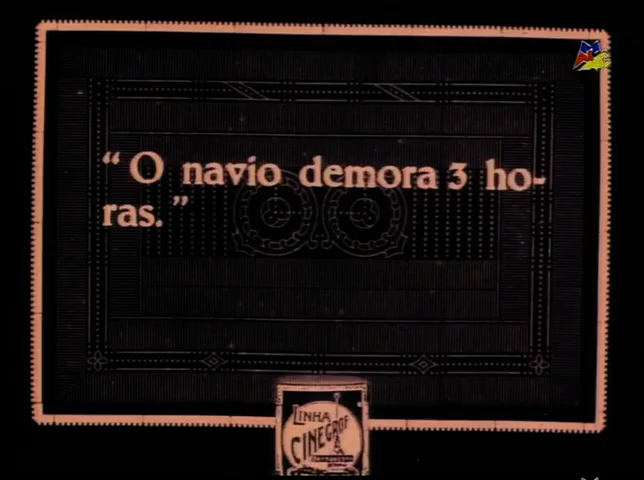 “O navio demora 3 ho-
ras.”
LINHA
CINEGRAF